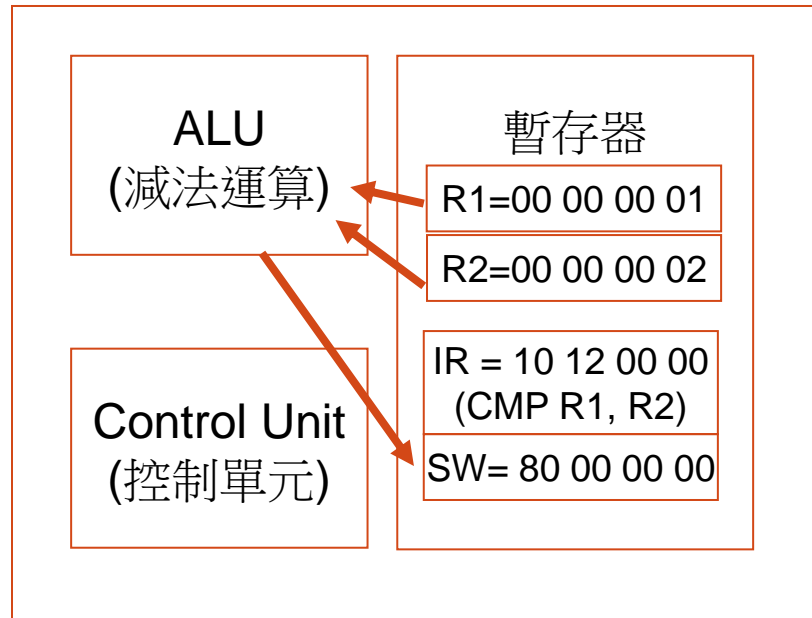 ALU
(減法運算)
暫存器
R1=00 00 00 01
R2=00 00 00 02
Control Unit
(控制單元)
IR = 10 12 00 00
(CMP R1, R2)
SW= 80 00 00 00